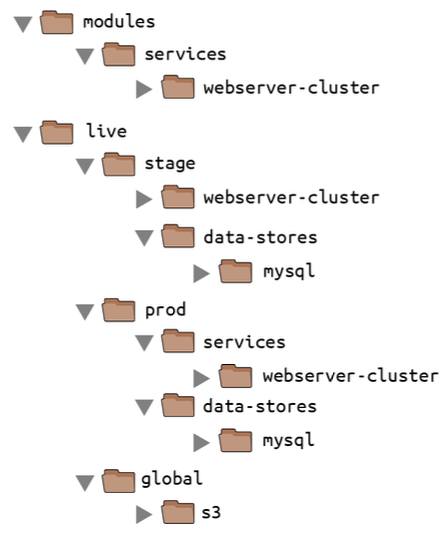 modules
services
webserver-cluster
live
stage
webserver-cluster
data-stores
mysql
prod
services
webserver-cluster
data-stores
mysql
global
s3